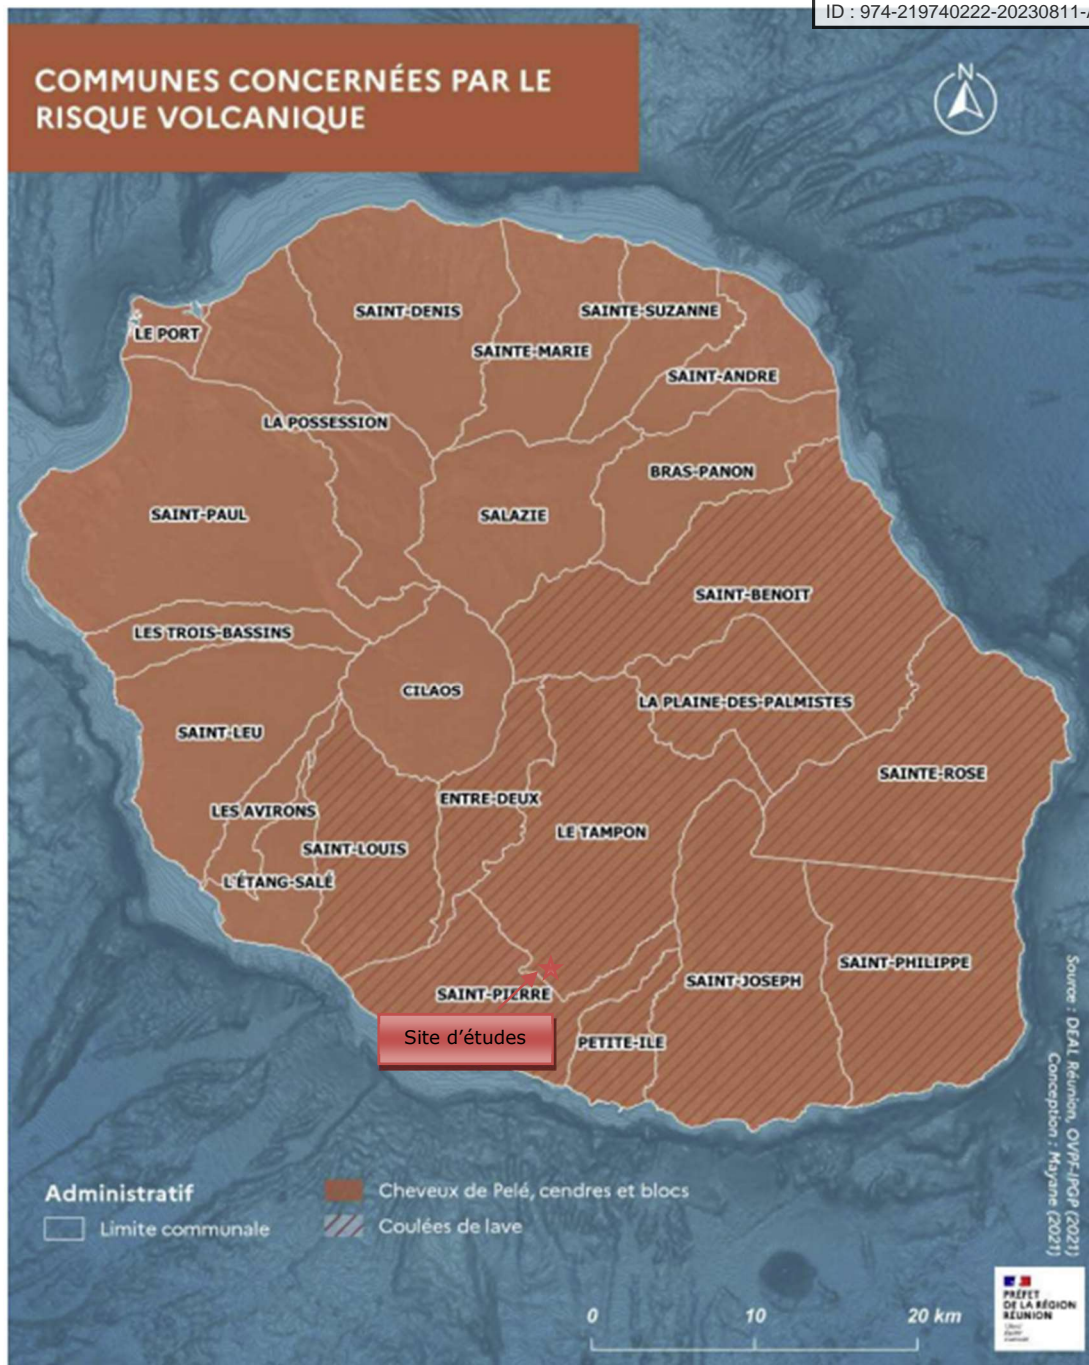 ID : 974-219740222-20230811-
COMMUNES CONCERNÉES PAR LE
RISQUE VOLCANIQUE
N
SAINT-DENIS
SAINTE-SUZANNE
LE PORT
SAINTE-MARIE
SAINT-ANDRE
LA POSSESSION
BRAS-PANON
SAINT-PAUL
SALAZIE
SAINT-BENOIT
LES TROIS-BASSINS
CILAOS
LA PLAINE-DES-PALMISTES
SAINT-LEU
SAINTE-ROSE
ENTRE-DEUX
LES AVIRONS
LE TAMPON
SAINT-LOUIS
L'ÉTANG-SALÉ
SAINT-PHILIPPE
SAINT-JOSEPH
SAINT-PIERRE
Site d'études
PETITE-ILE
Source : DEAL Réunion, OVPF-IPGP (2021)
Conception : Mayane (2021)
Administratif
Limite communale
Cheveux de Pelé, cendres et blocs
Coulées de lave
0 10 20 km
PRÉFET
DE LA RÉGION
RÉUNION